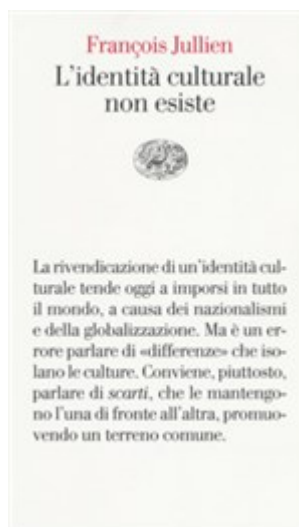 François Jullien
L'identità culturale
non esiste
La rivendicazione di un'identità cul-
turale tende oggi a imporsi in tutto
il mondo, a causa dei nazionalismi
e della globalizzazione. Ma è un er-
rore parlare di «differenze» che iso-
lano le culture. Conviene, piuttosto,
parlare di scarti, che le mantengo-
no l'una di fronte all'altra, promuo-
vendo un terreno comune.